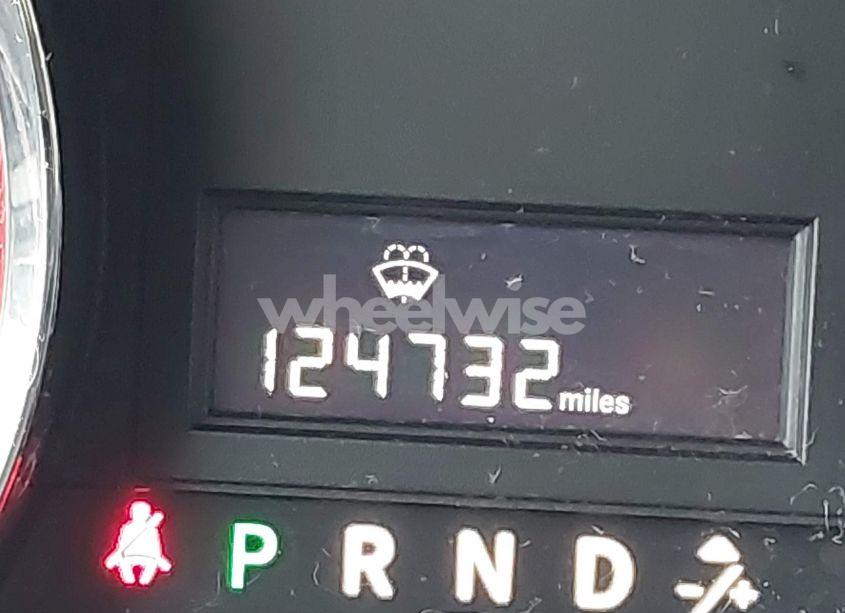 wheelwise
124732 miles
P R N D -/+